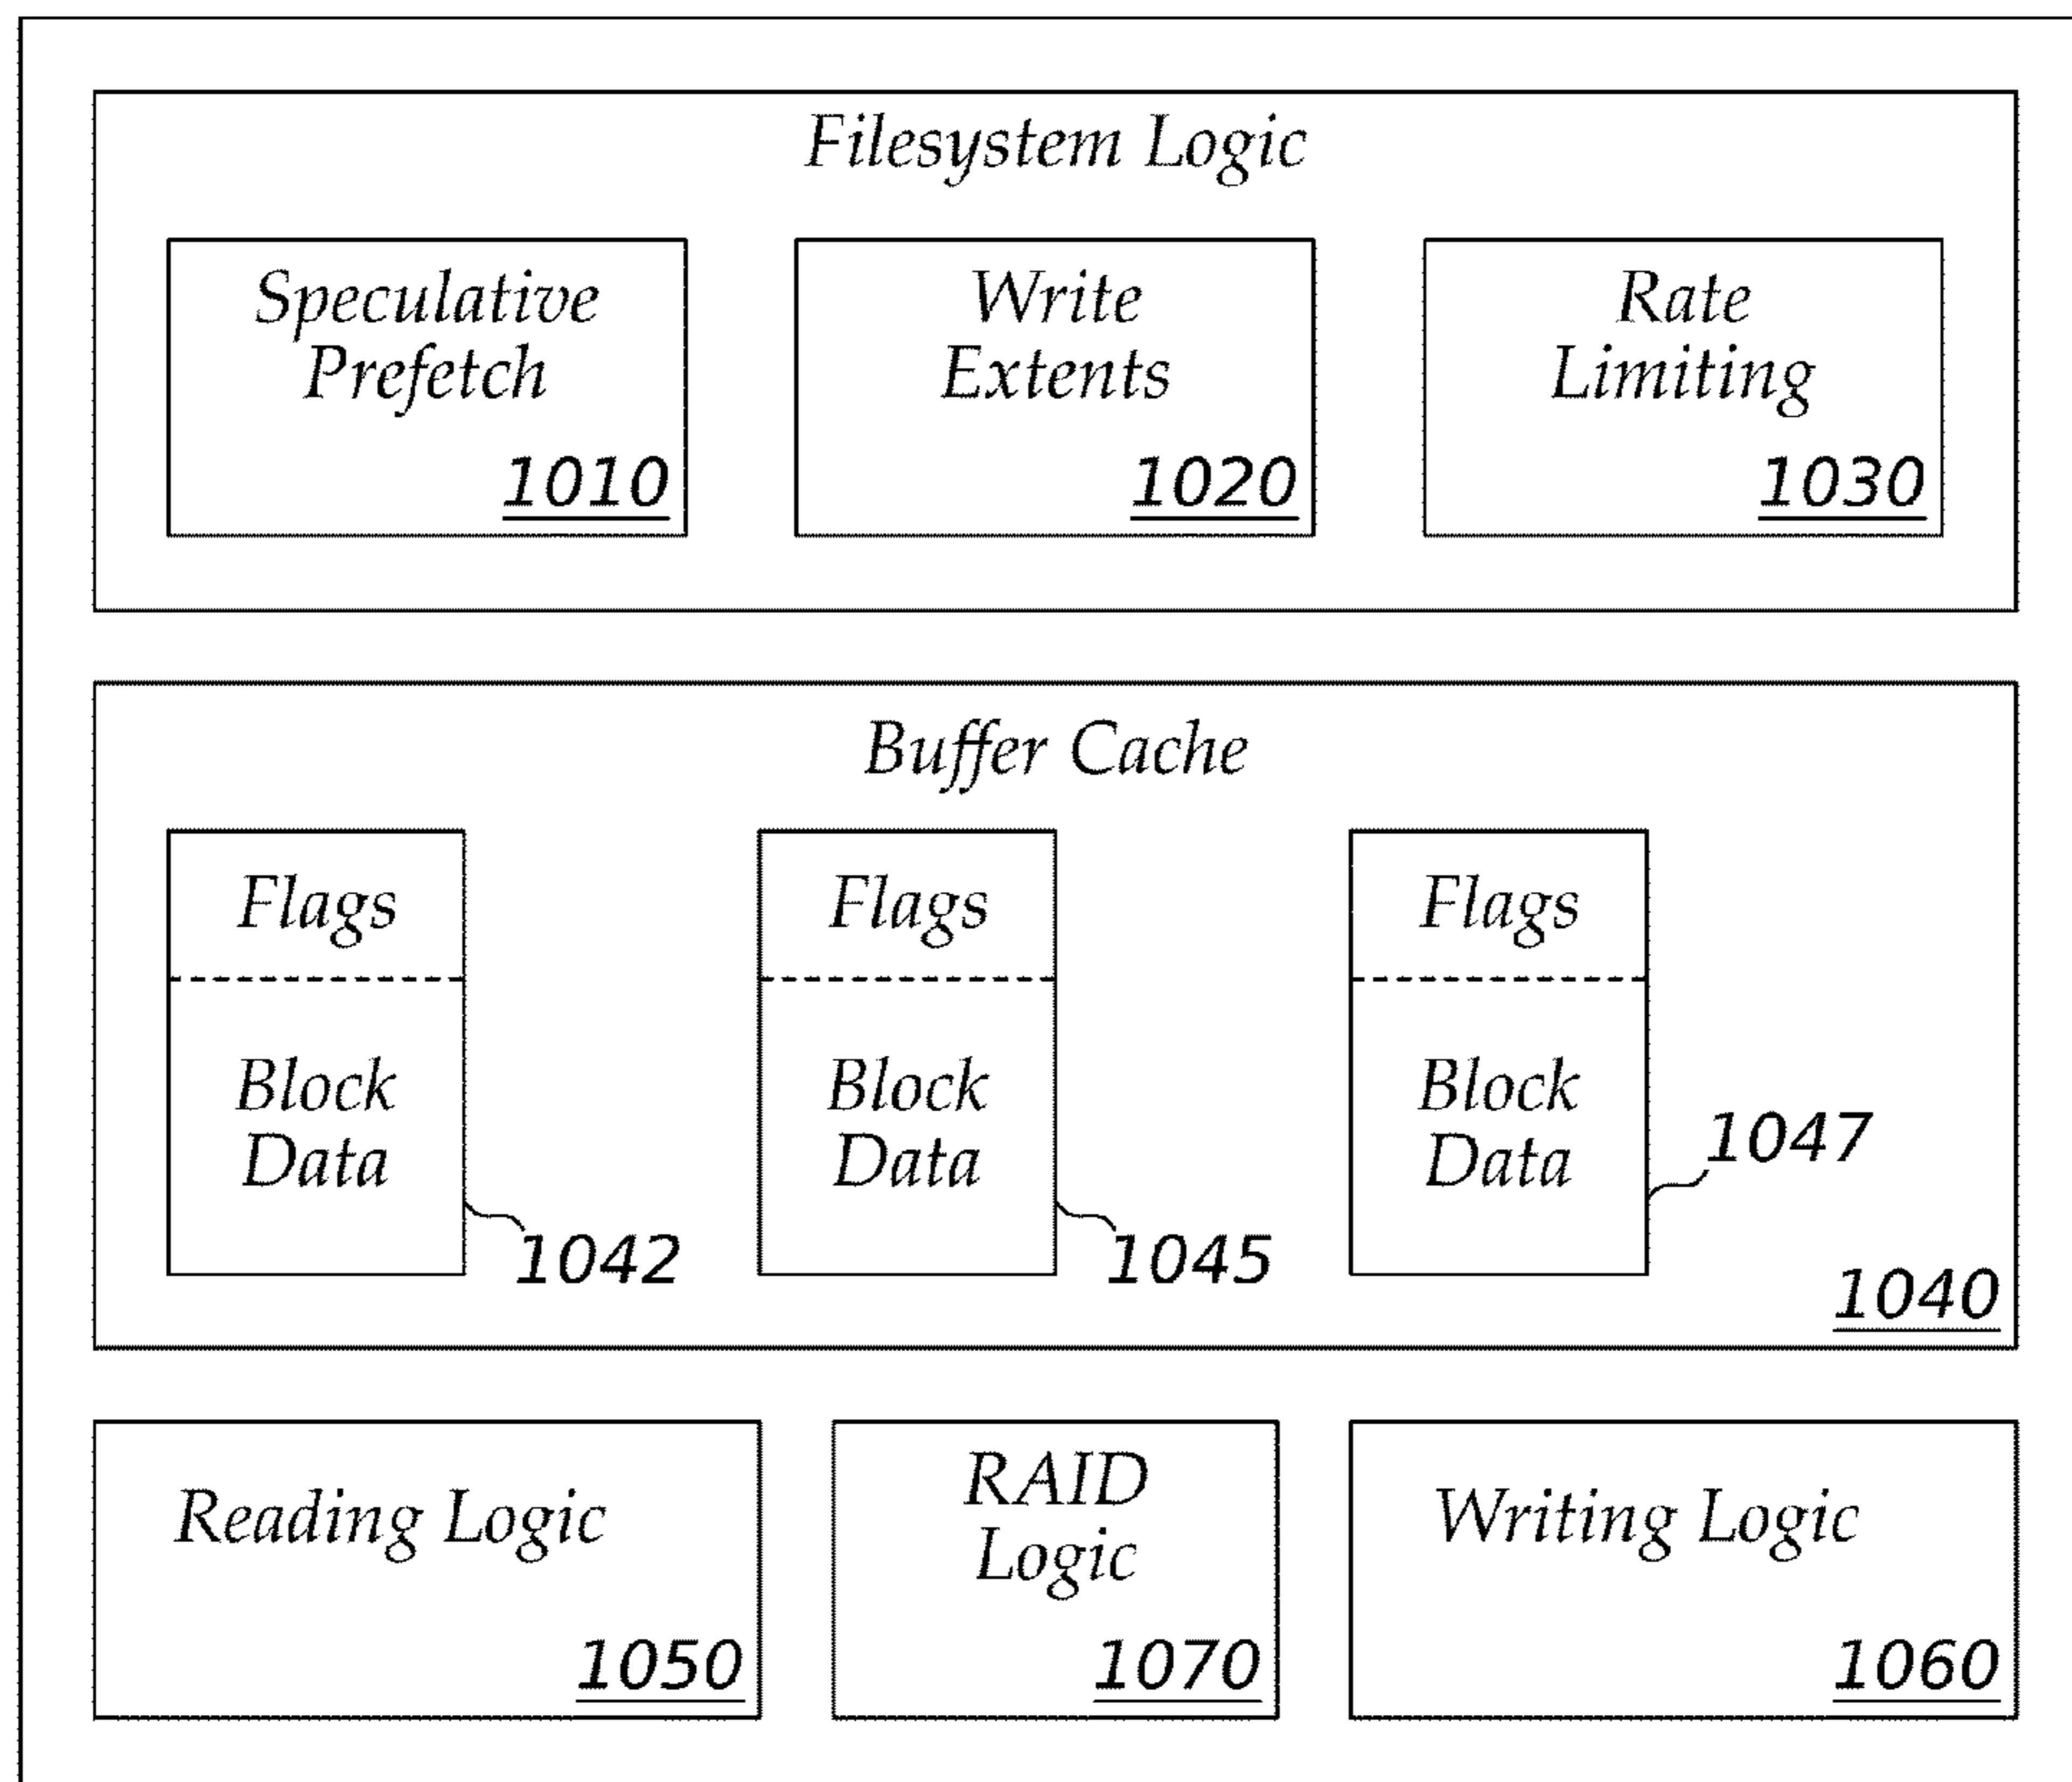 Filesystem Logic
Speculative
Prefetch
1010
Write
Extents
1020
Rate
Limiting
1030
Buffer Cache
Flags
Block
Data
1042
Flags
Block
Data
1045
Flags
Block
Data
1047
1040
Reading Logic
1050
RAID
Logic
1070
Writing Logic
1060